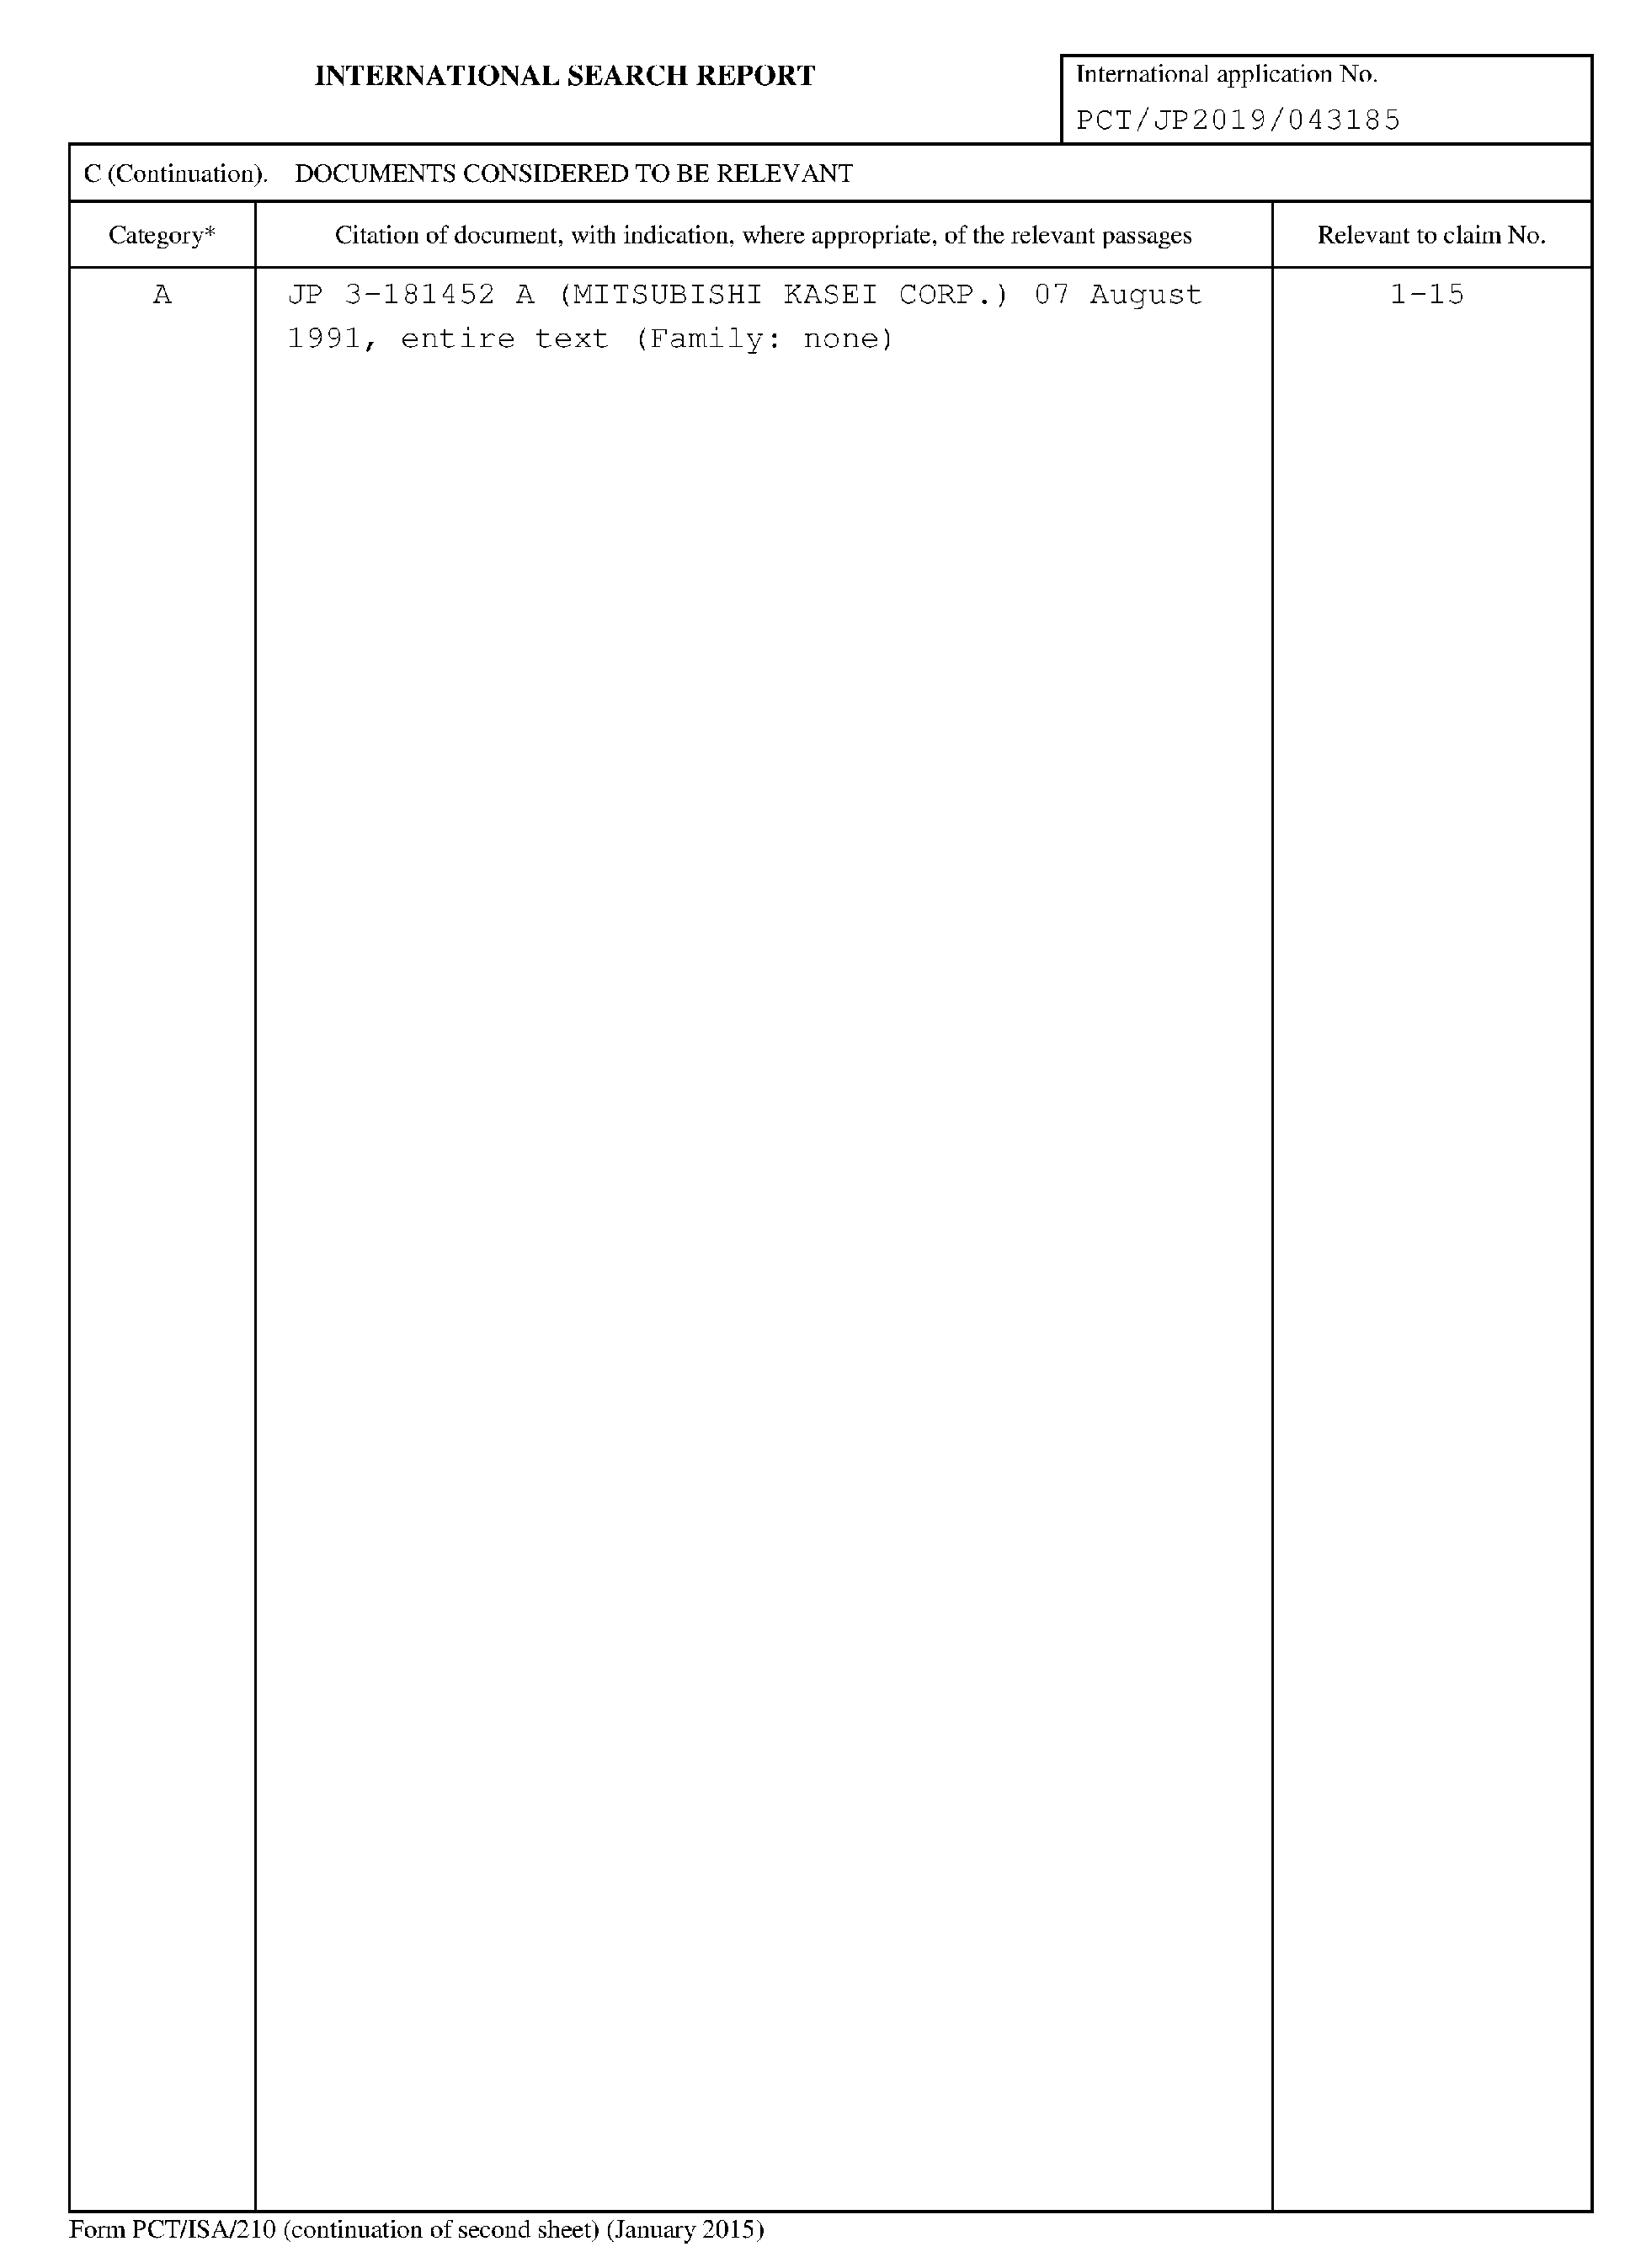 INTERNATIONAL SEARCH REPORT
International application No.
PCT/JP2019/043185
C (Continuation). DOCUMENTS CONSIDERED TO BE RELEVANT
Category* Citation of document, with indication, where appropriate, of the relevant passages Relevant to claim No.
A JP 3-181452 A (MITSUBISHI KASEI CORP.) 07 August 1-15
1991, entire text (Family: none)
Form PCT/ISA/210 (continuation of second sheet) (January 2015)